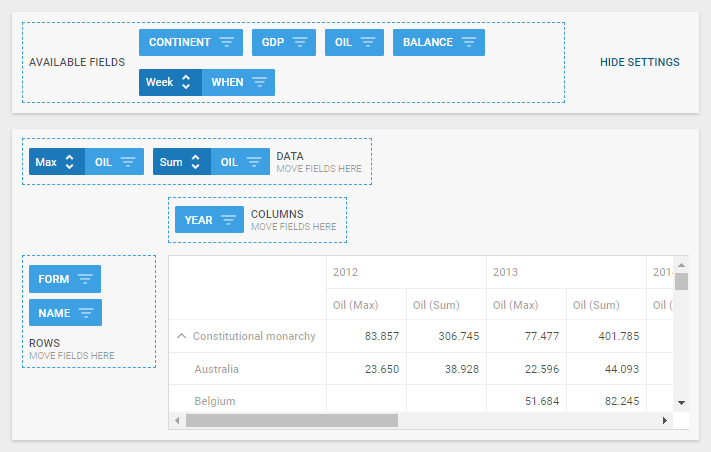 AVAILABLE FIELDS CONTINENT GDP OIL BALANCE
Week WHEN
HIDE SETTINGS
Max OIL Sum OIL DATA
MOVE FIELDS HERE
YEAR COLUMNS
MOVE FIELDS HERE
FORM
NAME
ROWS
MOVE FIELDS HERE
2012 2013
Oil (Max) Oil (Sum) Oil (Max) Oil (Sum)
Constitutional monarchy 83.857 306.745 77.477 401.785
Australia 23.650 38.928 22.596 44.093
Belgium 51.684 82.245